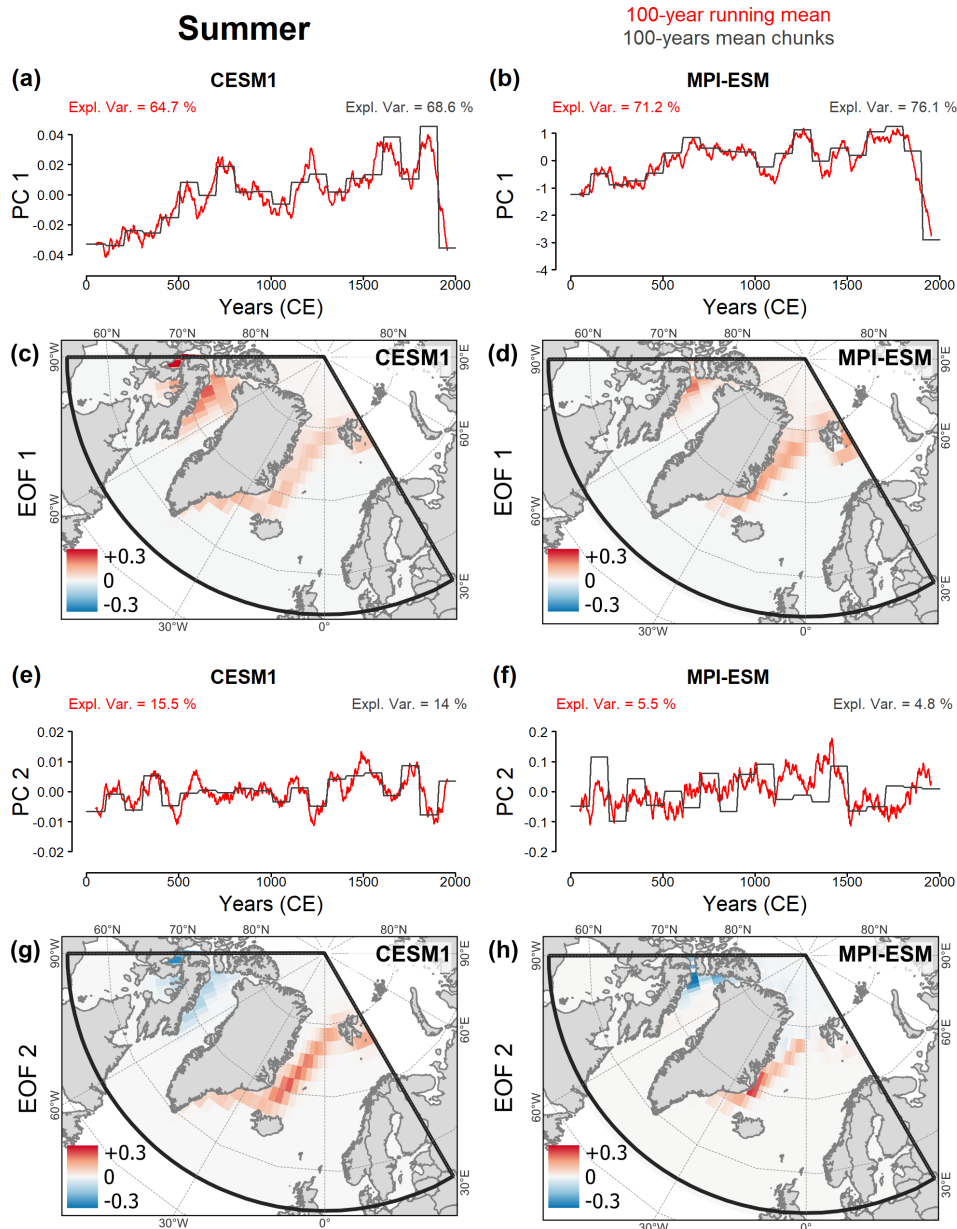 Summer
100-year running mean
100-years mean chunks
(a)
CESM1
(b)
MPI-ESM
Expl. Var. = 64.7 %
Expl. Var. = 68.6 %
Expl. Var. = 71.2 %
Expl. Var. = 76.1 %
PC 1
0.04
0.02
0.00
-0.02
-0.04
0
500
1000
1500
2000
Years (CE)
PC 1
1
0
-1
-2
-3
-4
0
500
1000
1500
2000
Years (CE)
(c)
CESM1
EOF 1
60°N
70°N
80°N
80°N
90°W
90°E
60°E
60°W
30°E
30°W
0°
+0.3
0
-0.3
(d)
MPI-ESM
EOF 1
60°N
70°N
80°N
80°N
90°W
90°E
60°E
60°W
30°E
30°W
0°
+0.3
0
-0.3
(e)
CESM1
(f)
MPI-ESM
Expl. Var. = 15.5 %
Expl. Var. = 14 %
Expl. Var. = 5.5 %
Expl. Var. = 4.8 %
PC 2
0.02
0.01
0.00
-0.01
-0.02
0
500
1000
1500
2000
Years (CE)
PC 2
0.2
0.1
0.0
-0.1
-0.2
0
500
1000
1500
2000
Years (CE)
(g)
CESM1
EOF 2
60°N
70°N
80°N
80°N
90°W
90°E
60°E
60°W
30°E
30°W
0°
+0.3
0
-0.3
(h)
MPI-ESM
EOF 2
60°N
70°N
80°N
80°N
90°W
90°E
60°E
60°W
30°E
30°W
0°
+0.3
0
-0.3